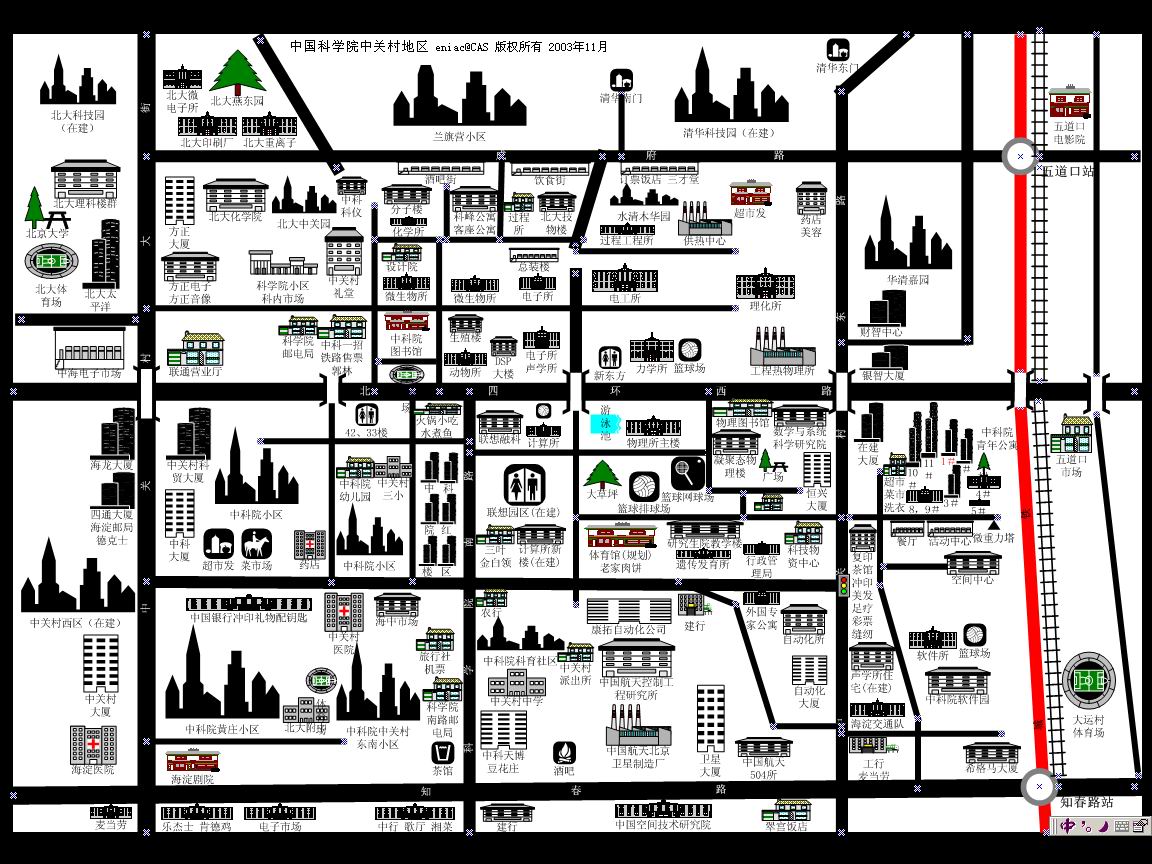 中国科学院中关村地区 eniac@CAS 版权所有 2003年11月
清华东门
北大科技园
(在建)
北大微
电子所
北大燕东园
兰旗营小区
清华南门
清华科技园(在建)
五道口
电影院
北大印刷厂
北大重离子
成
府
路
五道口站
街
大
村
关
中
北大理科楼群
北京大学
北大体
育场
北大太
平洋
方正
大厦
北大化学院
北大中关园
中科
科仪
酒吧街
饮食街
订票饭店 三才堂
分子楼
化学所
科峰公寓
客座公寓
过程
所
北大技
物楼
水清木华园
过程工程所
供热中心
超市发
药店
美容
路
东
村
华清嘉园
方正电子
方正音像
科学院小区
科内市场
中关村
礼堂
设计院
微生物所
微生物所
总装楼
电子所
电工所
理化所
财智中心
银智大厦
中海电子市场
联通营业厅
科学院
邮电局
中科一招
铁路售票
郭林
中科院
图书馆
生殖楼
动物所
DSP
大楼
电子所
声学所
新东方
力学所
篮球场
工程热物理所
北
四
环
西
路
海龙大厦
四通大厦
海淀邮局
德克士
中关村科
贸大厦
中科
大厦
中科院小区
42、33楼
火锅小吃
水煮鱼
中科院
幼儿园
中关村
三小
中科院小区
中 科
院 红
楼 区
联想融科
计算所
游
泳
池
物理所主楼
物理图书馆
数学与系统
科学研究院
凝聚态物
理楼
广场
恒兴
大厦
在建
大厦
超市
菜市
洗衣
10
#
11
#
1#
2#
3#
4#
5#
8, 9#
中科院
青年公寓
五道口
市场
联想园区(在建)
大草坪
篮球排球场
篮球网球场
超市发
菜市场
药店
三叶
金白领
计算所新
楼(在建)
体育馆(规划)
老家肉饼
研究生院教学楼
遗传发育所
行政管
理局
科技物
资中心
复印
茶馆
冲印
美发
足疗
彩票
缝纫
餐厅
活动中心
微重力塔
空间中心
中关村西区(在建)
中国银行冲印礼物配钥匙
中关村
医院
海中市场
农行
康拓自动化公司
建行
外国专
家公寓
自动化所
旅行社
机票
中科院科育社区
中关村
派出所
中国航天控制工
程研究所
软件所
篮球场
声学所住
宅(在建)
中科院软件园
中关村
大厦
中科院黄庄小区
北大附中
中科院中关村
东南小区
科学院
南路邮
电局
中关村中学
自动化
大厦
海淀交通队
大运村
体育场
海淀医院
海淀剧院
茶馆
中科天博
豆花庄
酒吧
中国航天北京
卫星制造厂
卫星
大厦
中国航天
504所
工行
麦当劳
希格马大厦
路
南
院
学
科
知
春
路
知春路站
麦当劳
乐杰士 肯德鸡
电子市场
中行 歌厅 湘菜
建行
中国空间技术研究院
翠宫饭店
中